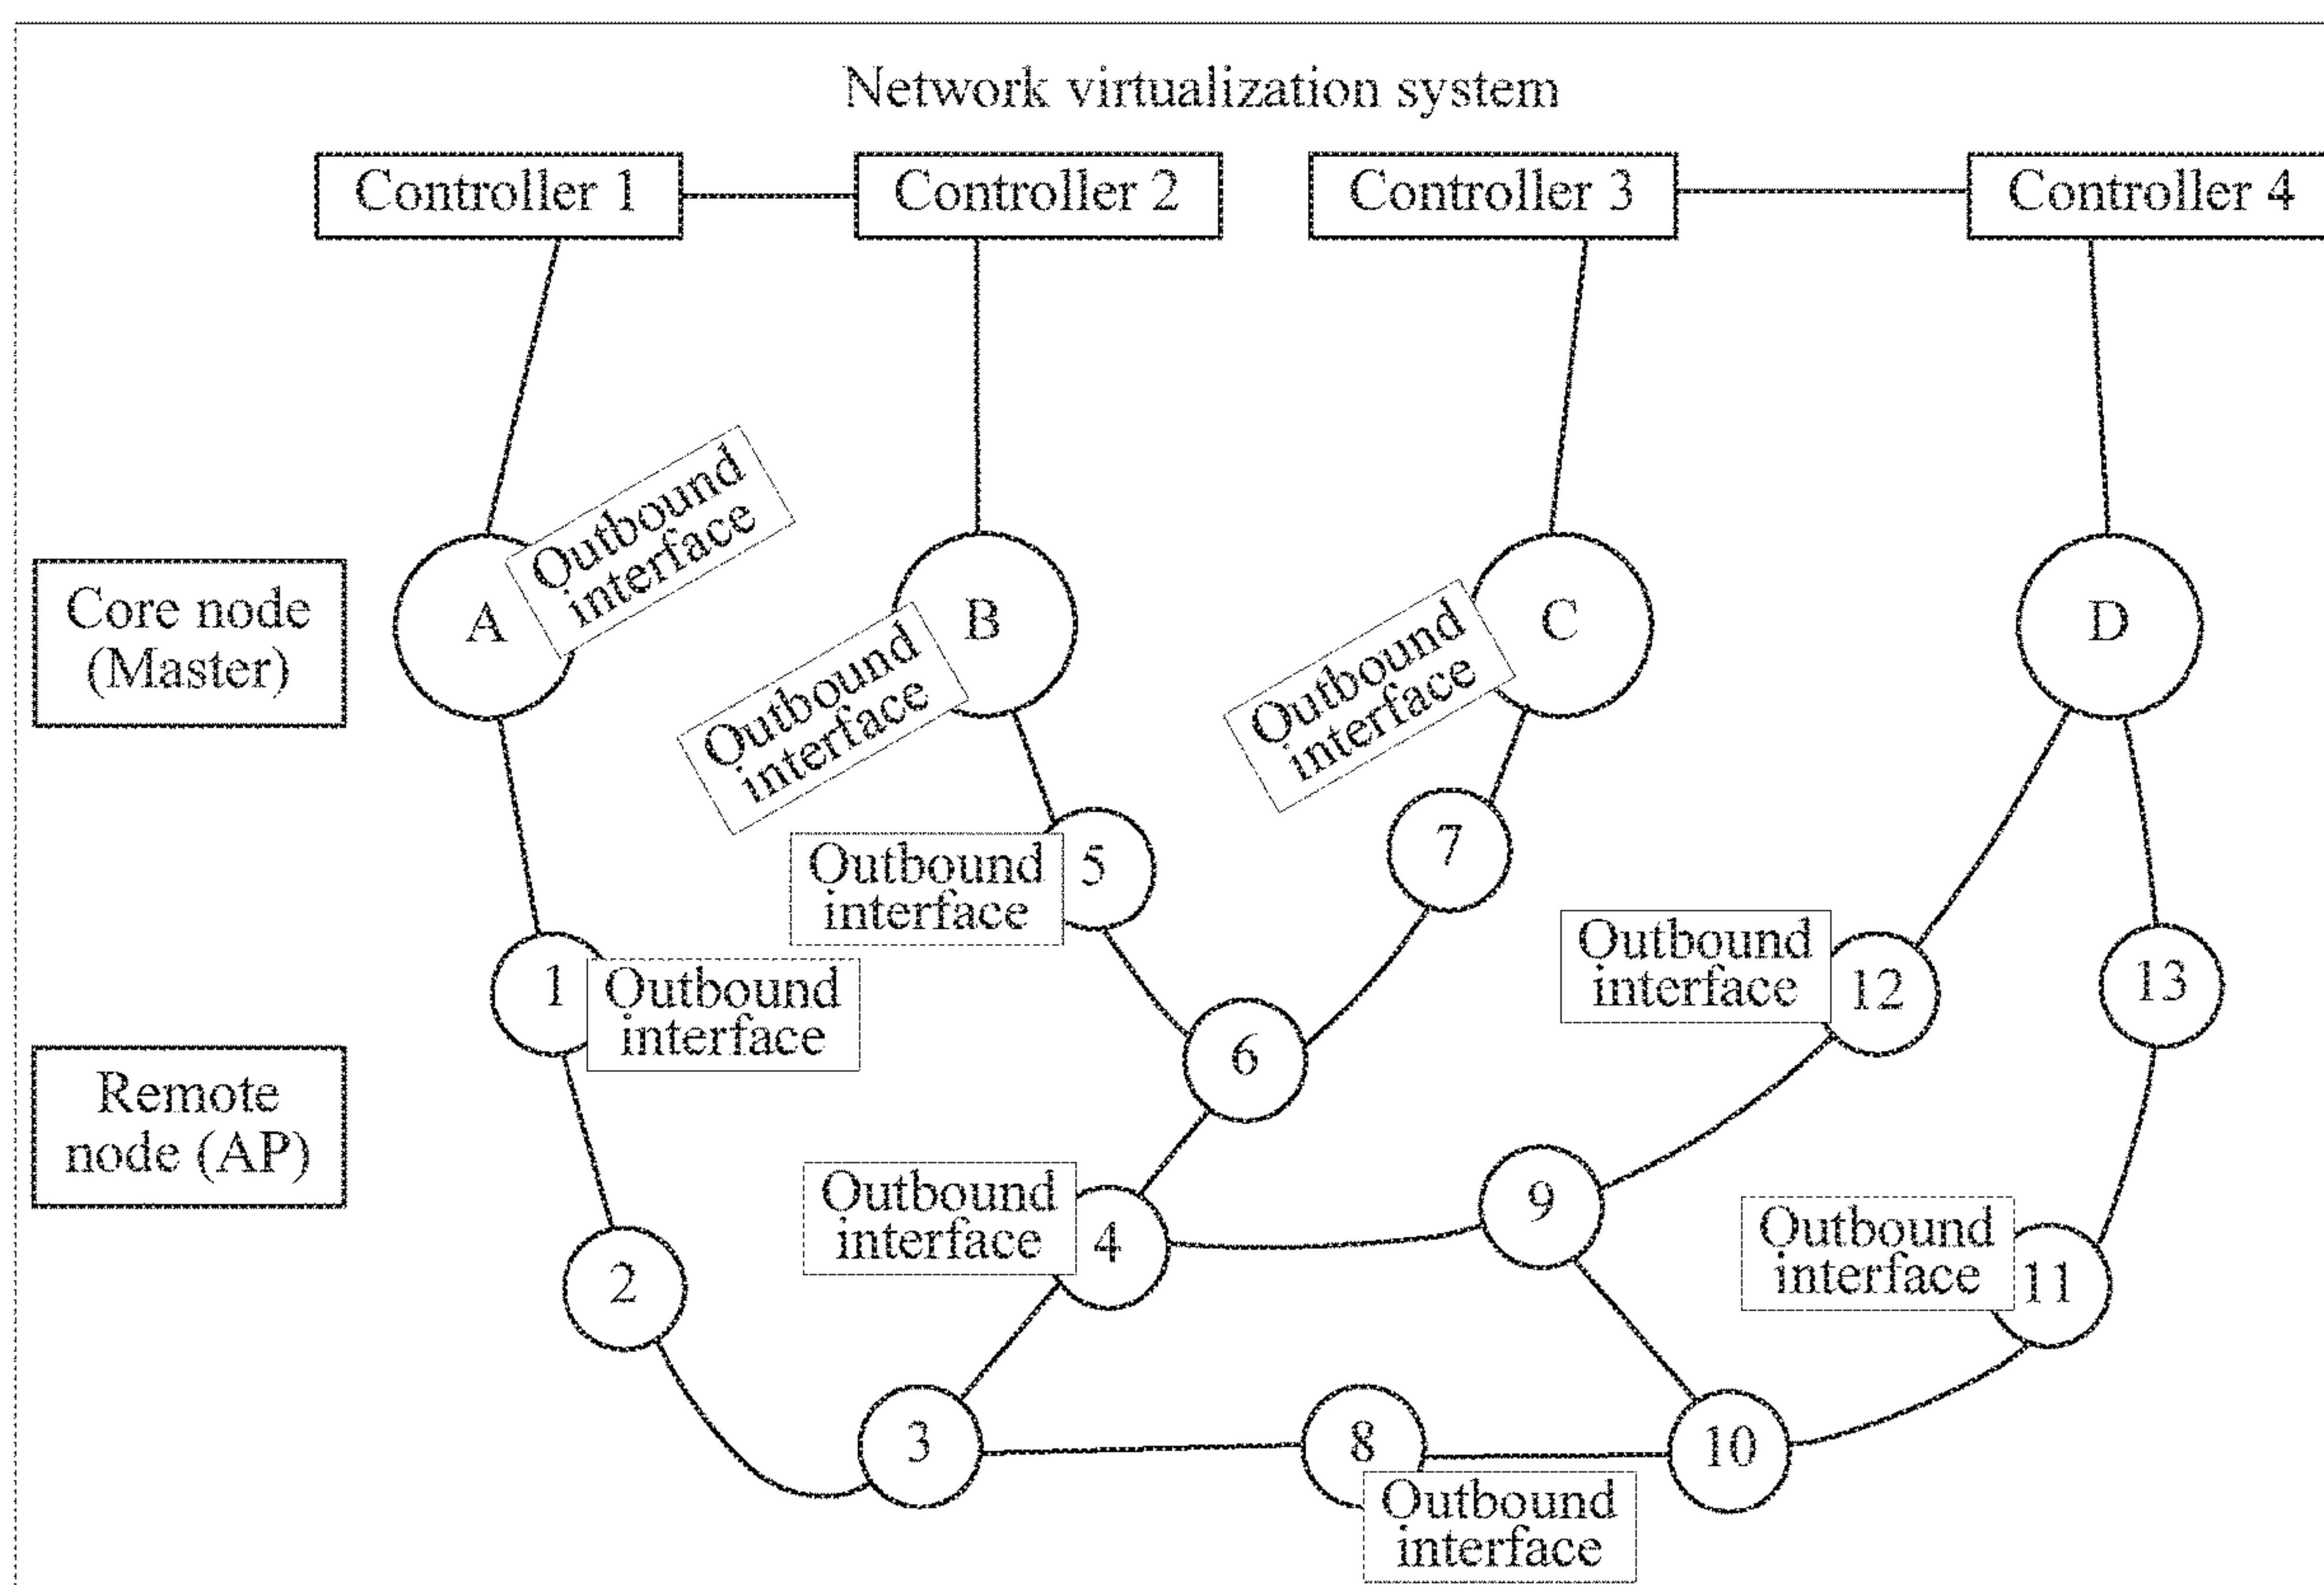 Network virtualization system
Controller 1
Controller 2
Controller 3
Controller 4
Outbound
interface
Core node
(Master)
A
B
Outbound
interface
C
Outbound
interface
D
Outbound
interface
5
7
1
Outbound
interface
Outbound
interface
12
13
Remote
node (AP)
6
Outbound
interface
4
9
Outbound
interface
11
2
3
8
10
Outbound
interface